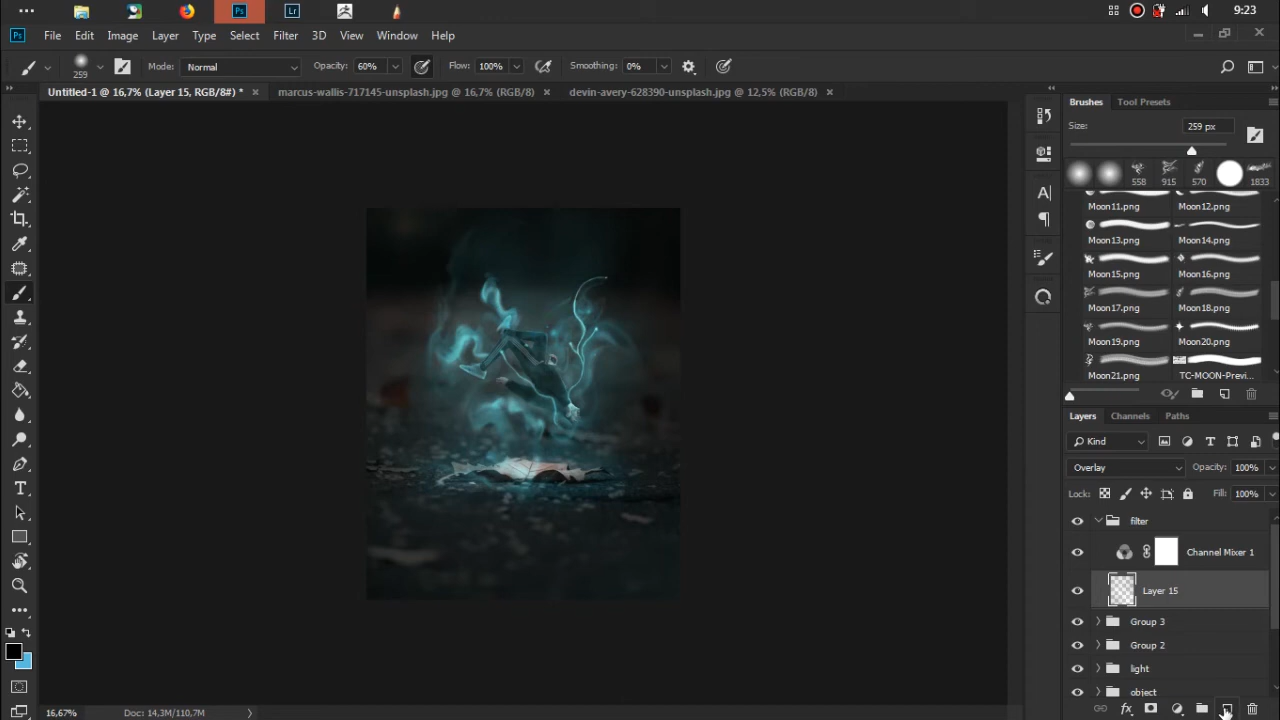 9:23
Ps Lr
Ps File Edit Image Layer Type Select Filter 3D View Window Help
259 Mode: Normal Opacity: 60% Flow: 100% Smoothing: 0%
Untitled-1 @ 16,7% (Layer 15, RGB/8#) * marcus-wallis-717145-unsplash.jpg @ 16,7% (RGB/8) devin-avery-628390-unsplash.jpg @ 12,5% (RGB/8)
Brushes Tool Presets
Size: 259 px
558 915 570 1833
Moon11.png Moon12.png
Moon13.png Moon14.png
Moon15.png Moon16.png
Moon17.png Moon18.png
Moon19.png Moon20.png
Moon21.png TC-MOON-Previ...
Layers Channels Paths
Kind
Overlay Opacity: 100%
Lock: Fill: 100%
filter
Channel Mixer 1
Layer 15
Group 3
Group 2
light
object
16,67% Doc: 14,3M/110,7M